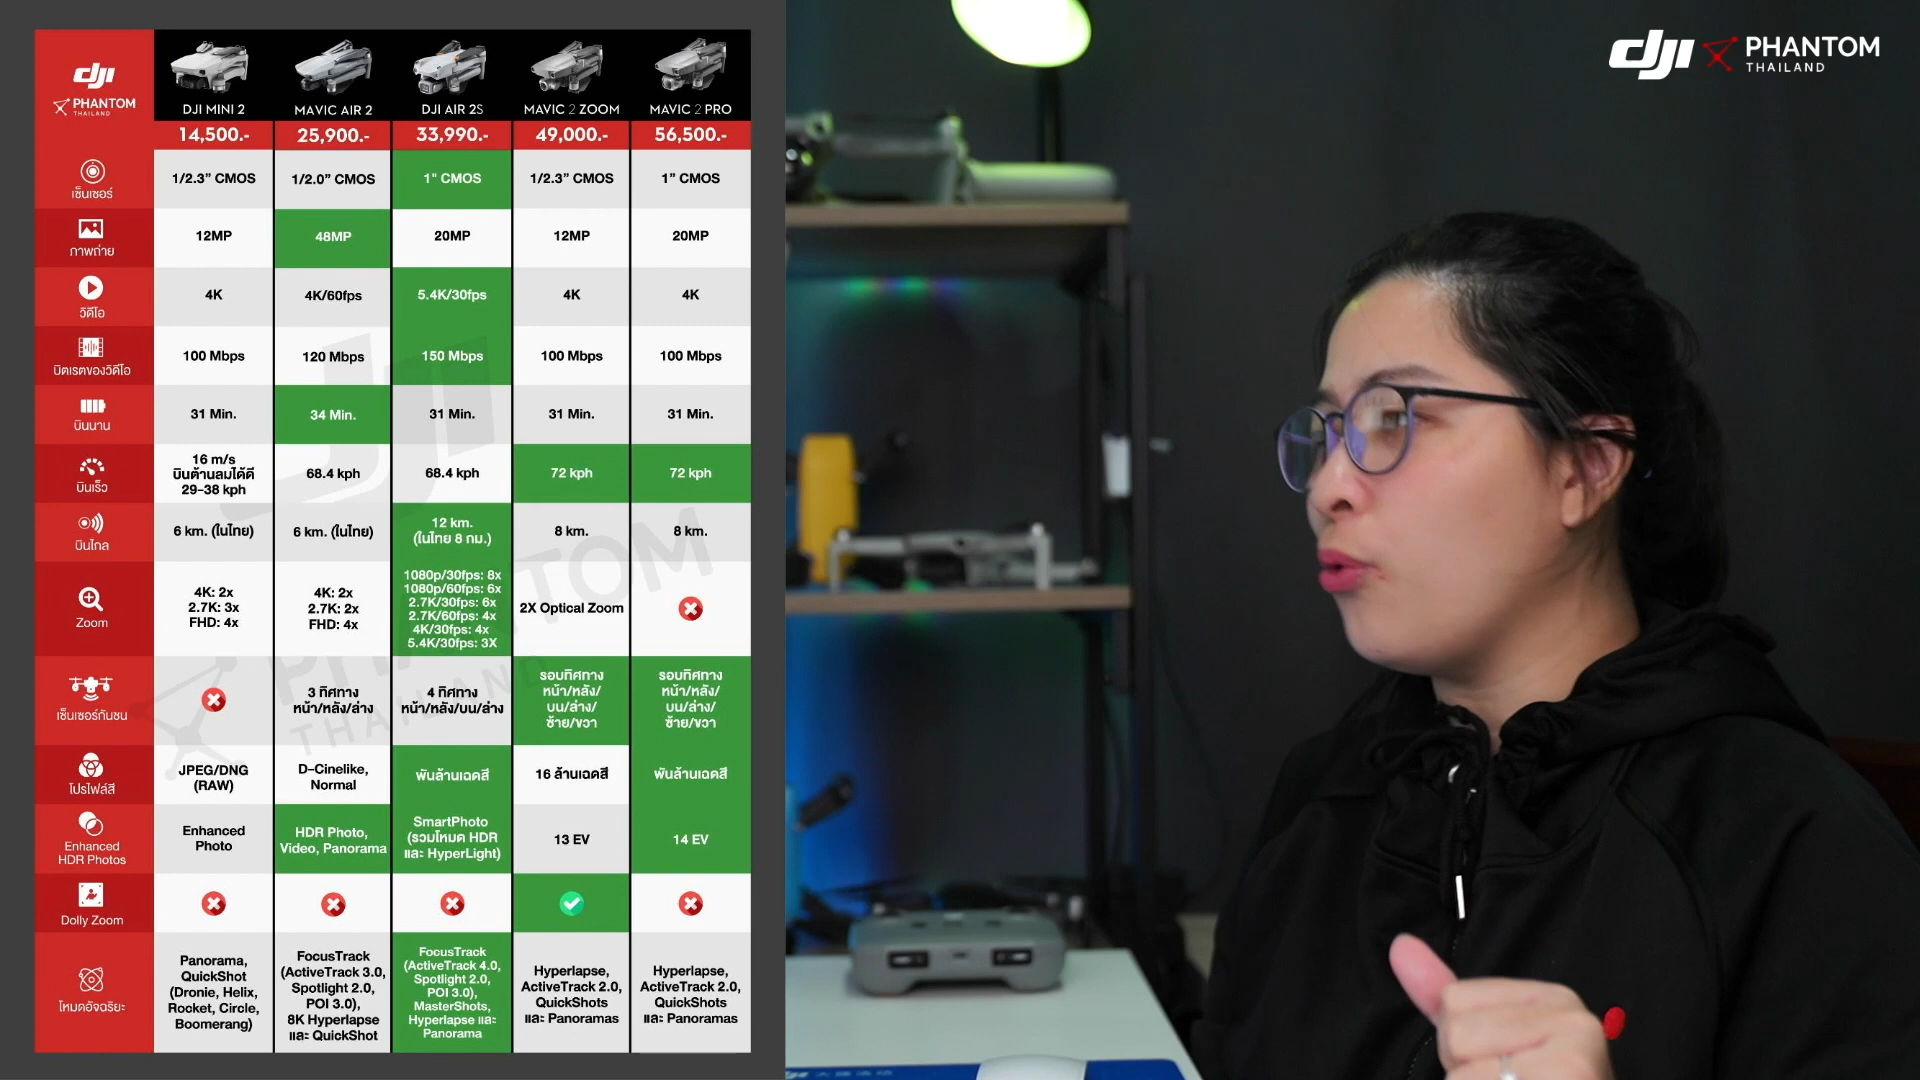 dji
PHANTOM
THAILAND
DJI MINI 2
MAVIC AIR 2
DJI AIR 2S
MAVIC 2 ZOOM
MAVIC 2 PRO
14,500.-
25,900.-
33,990.-
49,000.-
56,500.-
เซ็นเซอร์
1/2.3” CMOS
1/2.0” CMOS
1" CMOS
1/2.3” CMOS
1” CMOS
ภาพถ่าย
12MP
48MP
20MP
12MP
20MP
วิดีโอ
4K
4K/60fps
5.4K/30fps
4K
4K
บิตเรตของวิดีโอ
100 Mbps
120 Mbps
150 Mbps
100 Mbps
100 Mbps
บินนาน
31 Min.
34 Min.
31 Min.
31 Min.
31 Min.
บินเร็ว
16 m/s
บินต้านลมได้ดี
29-38 kph
68.4 kph
68.4 kph
72 kph
72 kph
บินไกล
6 km. (ในไทย)
6 km. (ในไทย)
12 km.
(ในไทย 8 กม.)
8 km.
8 km.
Zoom
4K: 2x
2.7K: 3x
FHD: 4x
4K: 2x
2.7K: 2x
FHD: 4x
1080p/30fps: 8x
1080p/60fps: 6x
2.7K/30fps: 6x
2.7K/60fps: 4x
4K/30fps: 4x
5.4K/30fps: 3X
2X Optical Zoom
เซ็นเซอร์กันชน
3 ทิศทาง
หน้า/หลัง/ล่าง
4 ทิศทาง
หน้า/หลัง/บน/ล่าง
รอบทิศทาง
หน้า/หลัง/
บน/ล่าง/
ซ้าย/ขวา
รอบทิศทาง
หน้า/หลัง/
บน/ล่าง/
ซ้าย/ขวา
โปรไฟล์สี
JPEG/DNG
(RAW)
D-Cinelike,
Normal
พันล้านเฉดสี
16 ล้านเฉดสี
พันล้านเฉดสี
Enhanced
HDR Photos
Enhanced
Photo
HDR Photo,
Video, Panorama
SmartPhoto
(รวมโหมด HDR
และ HyperLight)
13 EV
14 EV
Dolly Zoom
โหมดอัจฉริยะ
Panorama,
QuickShot
(Dronie, Helix,
Rocket, Circle,
Boomerang)
FocusTrack
(ActiveTrack 3.0,
Spotlight 2.0,
POI 3.0),
8K Hyperlapse
และ QuickShot
FocusTrack
(ActiveTrack 4.0,
Spotlight 2.0,
POI 3.0),
MasterShots,
Hyperlapse และ
Panorama
Hyperlapse,
ActiveTrack 2.0,
QuickShots
และ Panoramas
Hyperlapse,
ActiveTrack 2.0,
QuickShots
และ Panoramas
dji PHANTOM
THAILAND